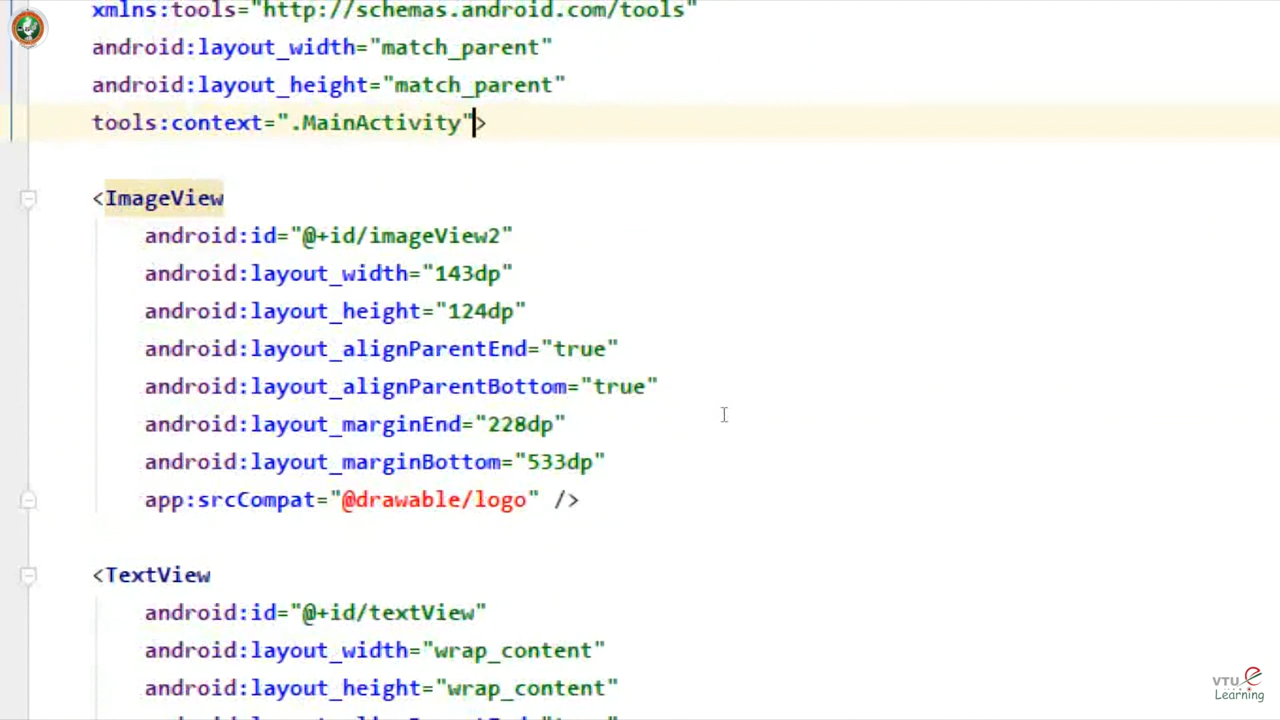 xmlns:tools="http://schemas.android.com/tools"
android:layout_width="match_parent"
android:layout_height="match_parent"
tools:context=".MainActivity">
<ImageView
android:id="@+id/imageView2"
android:layout_width="143dp"
android:layout_height="124dp"
android:layout_alignParentEnd="true"
android:layout_alignParentBottom="true"
android:layout_marginEnd="228dp"
android:layout_marginBottom="533dp"
app:srcCompat="@drawable/logo" />
<TextView
android:id="@+id/textView"
android:layout_width="wrap_content"
android:layout_height="wrap_content"
VTU e
Learning